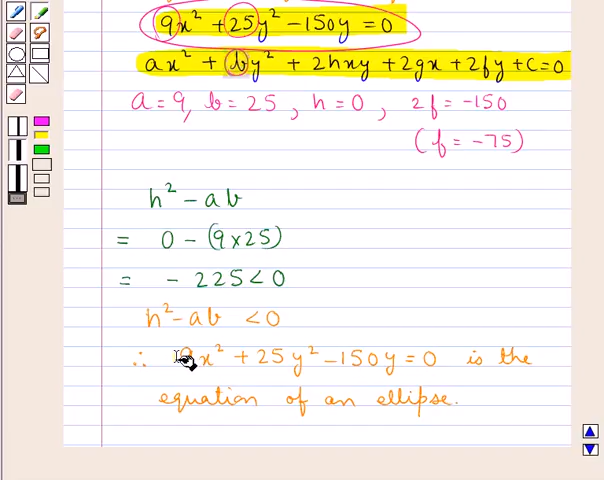 9x² + 25y² - 150y = 0
ax² + by² + 2hxy + 2gx + 2fy + C = 0
a = 9, b = 25 , h = 0 , 2f = -150
(f = -75)
h² - ab
= 0 - (9×25)
= - 225 < 0
h² - ab < 0
∴ 9x² + 25y² - 150y = 0 is the
equation of an ellipse.